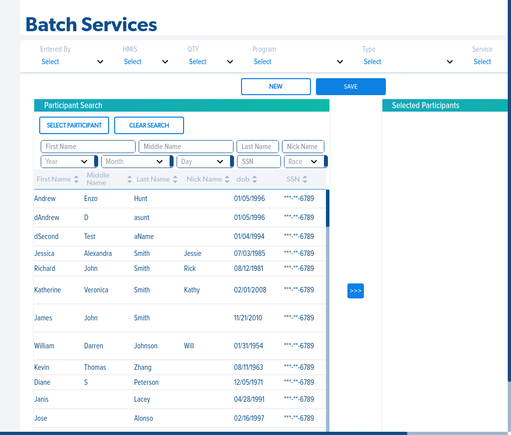 Batch Services
Entered By HMIS QTY Program Type Service
Select Select Select Select Select Select
NEW SAVE
Participant Search Selected Participants
SELECT PARTICIPANT CLEAR SEARCH
First Name Middle Name Last Name Nick Name
Year Month Day SSN Race
First Name Middle Name Last Name Nick Name dob SSN
Andrew Enzo Hunt 01/05/1996 ***-**-6789
dAndrew D asunt 01/05/1996 ***-**-6789
dSecond Test aName 01/04/1994 ***-**-6789
Jessica Alexandra Smith Jessie 07/03/1985 ***-**-6789
Richard John Smith Rick 08/12/1981 ***-**-6789
Katherine Veronica Smith Kathy 02/01/2008 ***-**-6789
>>>
James John Smith 11/21/2010 ***-**-6789
William Darren Johnson Will 01/31/1954 ***-**-6789
Kevin Thomas Zhang 08/11/1963 ***-**-6789
Diane S Peterson 12/05/1971 ***-**-6789
Janis Lacey 04/28/1991 ***-**-6789
Jose Alonso 02/16/1997 ***-**-6789